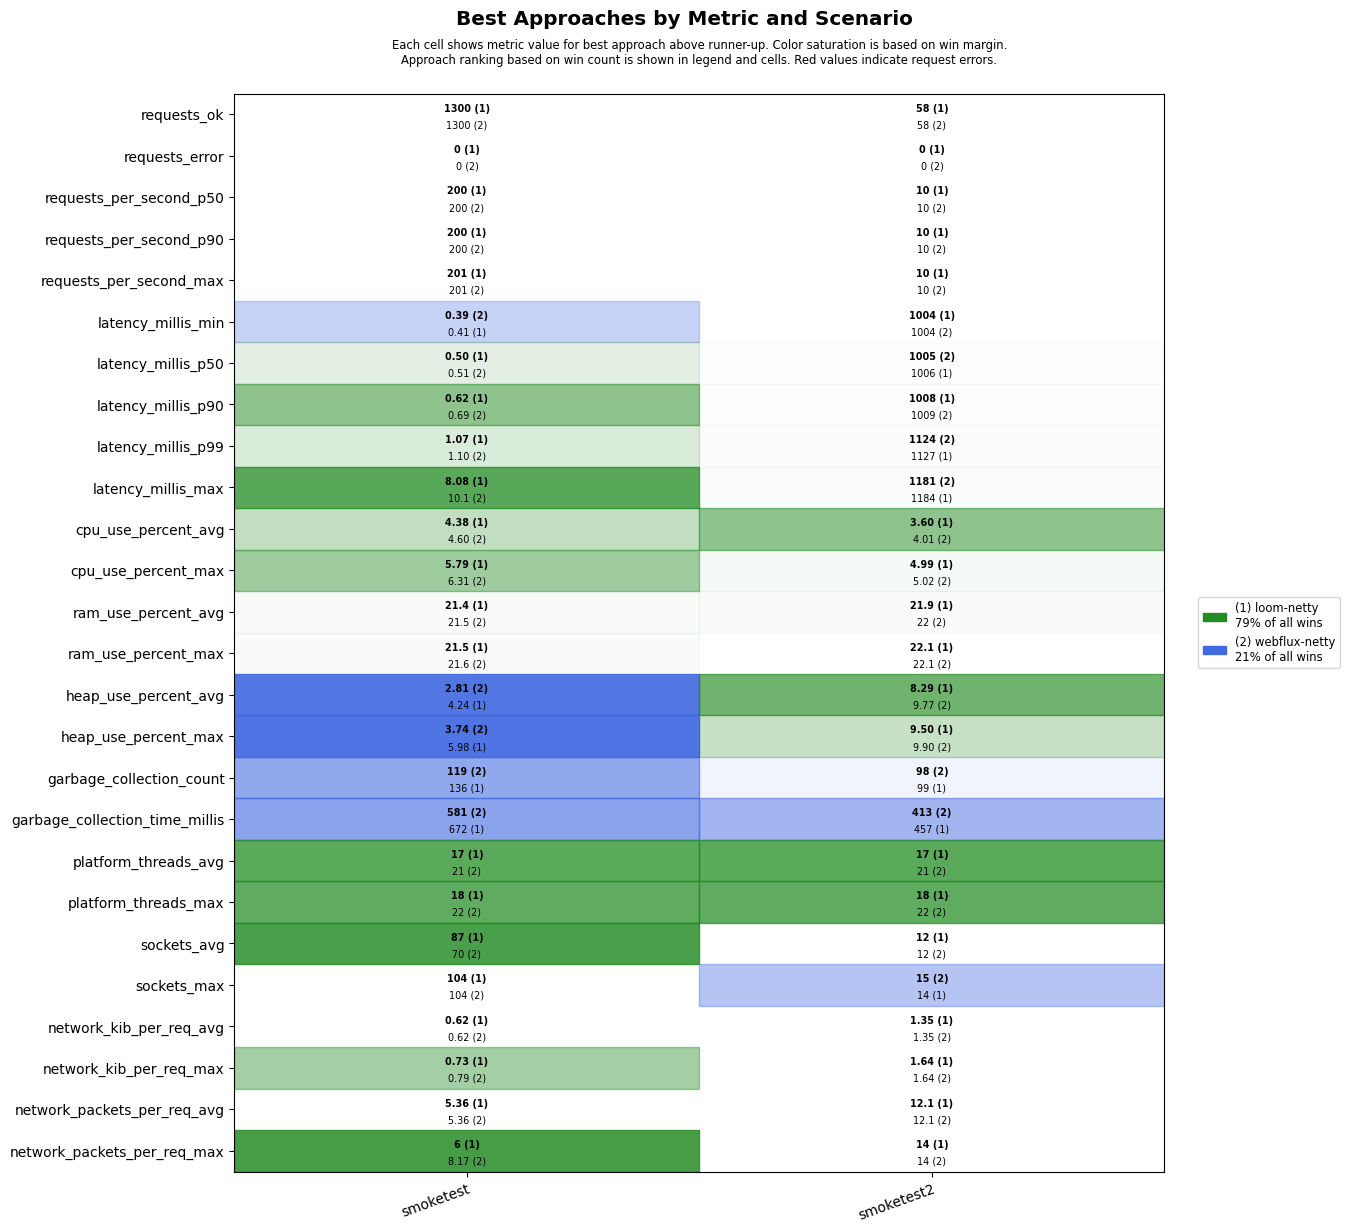 Best Approaches by Metric and Scenario
Each cell shows metric value for best approach above runner-up. Color saturation is based on win margin.
Approach ranking based on win count is shown in legend and cells. Red values indicate request errors.
requests_ok
1300 (1)
1300 (2)
58 (1)
58 (2)
requests_error
0 (1)
0 (2)
0 (1)
0 (2)
requests_per_second_p50
200 (1)
200 (2)
10 (1)
10 (2)
requests_per_second_p90
200 (1)
200 (2)
10 (1)
10 (2)
requests_per_second_max
201 (1)
201 (2)
10 (1)
10 (2)
latency_millis_min
0.39 (2)
0.41 (1)
1004 (1)
1004 (2)
latency_millis_p50
0.50 (1)
0.51 (2)
1005 (2)
1006 (1)
latency_millis_p90
0.62 (1)
0.69 (2)
1008 (1)
1009 (2)
latency_millis_p99
1.07 (1)
1.10 (2)
1124 (2)
1127 (1)
latency_millis_max
8.08 (1)
10.1 (2)
1181 (2)
1184 (1)
cpu_use_percent_avg
4.38 (1)
4.60 (2)
3.60 (1)
4.01 (2)
cpu_use_percent_max
5.79 (1)
6.31 (2)
4.99 (1)
5.02 (2)
ram_use_percent_avg
21.4 (1)
21.5 (2)
21.9 (1)
22 (2)
ram_use_percent_max
21.5 (1)
21.6 (2)
22.1 (1)
22.1 (2)
heap_use_percent_avg
2.81 (2)
4.24 (1)
8.29 (1)
9.77 (2)
heap_use_percent_max
3.74 (2)
5.98 (1)
9.50 (1)
9.90 (2)
garbage_collection_count
119 (2)
136 (1)
98 (2)
99 (1)
garbage_collection_time_millis
581 (2)
672 (1)
413 (2)
457 (1)
platform_threads_avg
17 (1)
21 (2)
17 (1)
21 (2)
platform_threads_max
18 (1)
22 (2)
18 (1)
22 (2)
sockets_avg
87 (1)
70 (2)
12 (1)
12 (2)
sockets_max
104 (1)
104 (2)
15 (2)
14 (1)
network_kib_per_req_avg
0.62 (1)
0.62 (2)
1.35 (1)
1.35 (2)
network_kib_per_req_max
0.73 (1)
0.79 (2)
1.64 (1)
1.64 (2)
network_packets_per_req_avg
5.36 (1)
5.36 (2)
12.1 (1)
12.1 (2)
network_packets_per_req_max
6 (1)
8.17 (2)
14 (1)
14 (2)
smoketest
smoketest2
(1) loom-netty
79% of all wins
(2) webflux-netty
21% of all wins